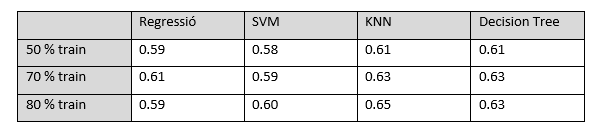 Regressió SVM KNN Decision Tree
50 % train 0.59 0.58 0.61 0.61
70 % train 0.61 0.59 0.63 0.63
80 % train 0.59 0.60 0.65 0.63